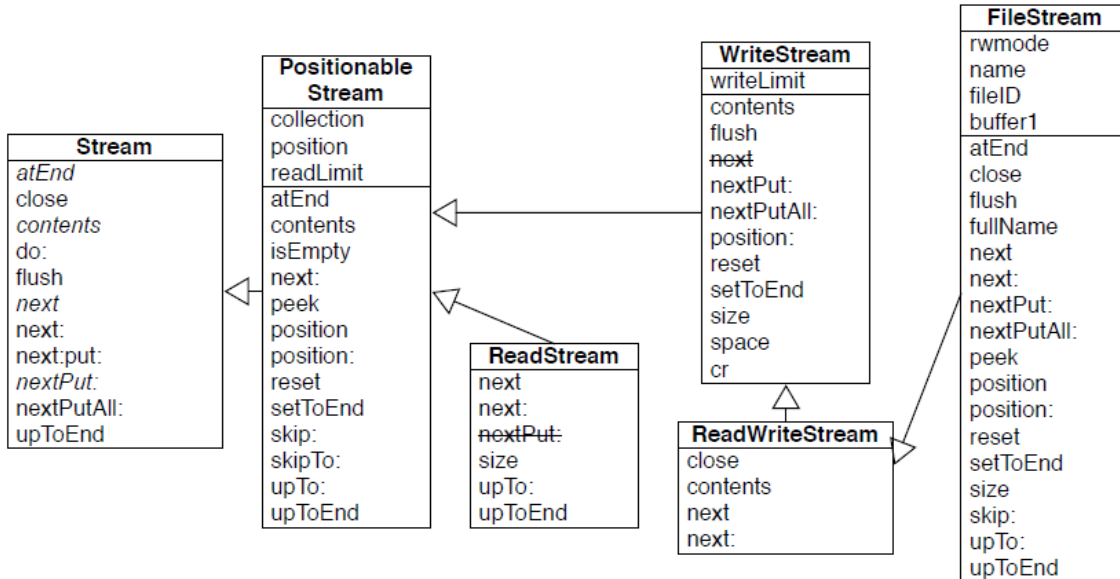 Stream
atEnd
close
contents
do:
flush
next
next:
next:put:
nextPut:
nextPutAll:
upToEnd
Positionable
Stream
collection
position
readLimit
atEnd
contents
isEmpty
next:
peek
position
position:
reset
setToEnd
skip:
skipTo:
upTo:
upToEnd
ReadStream
next
next:
nextPut:
size
upTo:
upToEnd
WriteStream
writeLimit
contents
flush
next
nextPut:
nextPutAll:
position:
reset
setToEnd
size
space
cr
ReadWriteStream
close
contents
next
next:
FileStream
rwmode
name
fileID
buffer1
atEnd
close
flush
fullName
next
next:
nextPut:
nextPutAll:
peek
position
position:
reset
setToEnd
size
skip:
upTo:
upToEnd